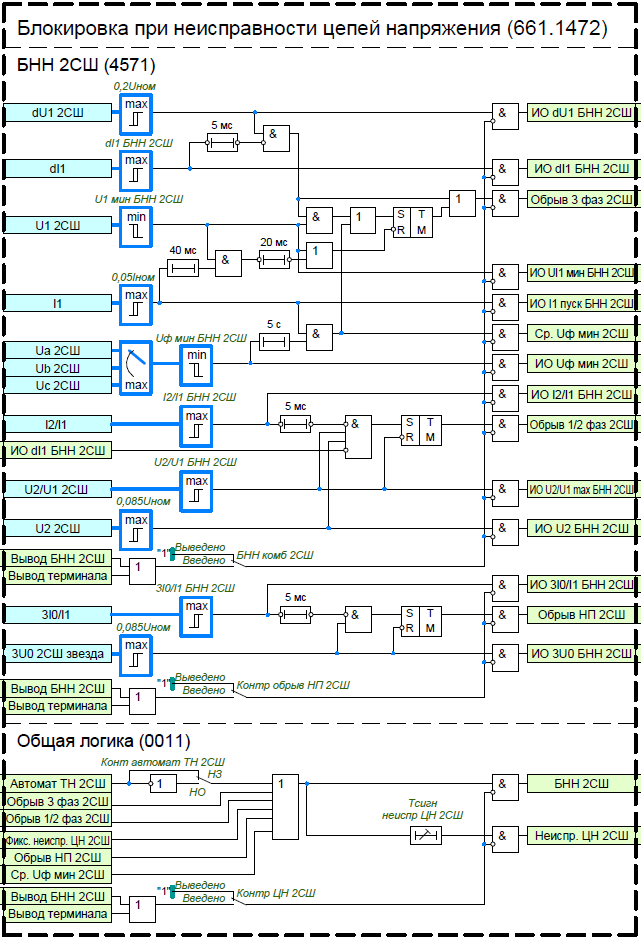 Блокировка при неисправности цепей напряжения (661.1472)
БНН 2СШ (4571)
0,2Uном
dU1 2СШ
max
&
ИО dU1 БНН 2СШ
5 мс
&
dI1 БНН 2СШ
dI1
max
&
ИО dI1 БНН 2СШ
U1 мин БНН 2СШ
1
&
Обрыв 3 фаз 2СШ
U1 2СШ
min
&
1
S T
R M
40 мс
&
20 мс
1
&
ИО UI1 мин БНН 2СШ
0,05Iном
I1
max
&
ИО I1 пуск БНН 2СШ
5 с
&
&
Ср. Uф мин 2СШ
Uф мин БНН 2СШ
Ua 2СШ
Ub 2СШ
Uc 2СШ
max
min
&
ИО Uф мин 2СШ
I2/I1 БНН 2СШ
&
ИО I2/I1 БНН 2СШ
I2/I1
max
5 мс
&
S T
R M
&
Обрыв 1/2 фаз 2СШ
ИО dI1 БНН 2СШ
U2/U1 БНН 2СШ
U2/U1 2СШ
max
&
ИО U2/U1 max БНН 2СШ
0,085Uном
U2 2СШ
max
&
ИО U2 БНН 2СШ
Вывод БНН 2СШ
Вывод терминала
1
"1"
Выведено
Введено
БНН комб 2СШ
3I0/I1 БНН 2СШ
&
ИО 3I0/I1 БНН 2СШ
3I0/I1
max
5 мс
&
S T
R M
&
Обрыв НП 2СШ
0,085Uном
3U0 2СШ звезда
max
&
ИО 3U0 БНН 2СШ
Вывод БНН 2СШ
Вывод терминала
1
"1"
Выведено
Введено
Контр обрыв НП 2СШ
Общая логика (0011)
Конт автомат ТН 2СШ
Автомат ТН 2СШ
1
НЗ
НО
1
&
БНН 2СШ
Обрыв 3 фаз 2СШ
Обрыв 1/2 фаз 2СШ
Tсигн
неиспр ЦН 2СШ
Фикс. неиспр. ЦН 2СШ
&
Неиспр. ЦН 2СШ
Обрыв НП 2СШ
Ср. Uф мин 2СШ
Вывод БНН 2СШ
Вывод терминала
1
"1"
Выведено
Введено
Контр ЦН 2СШ